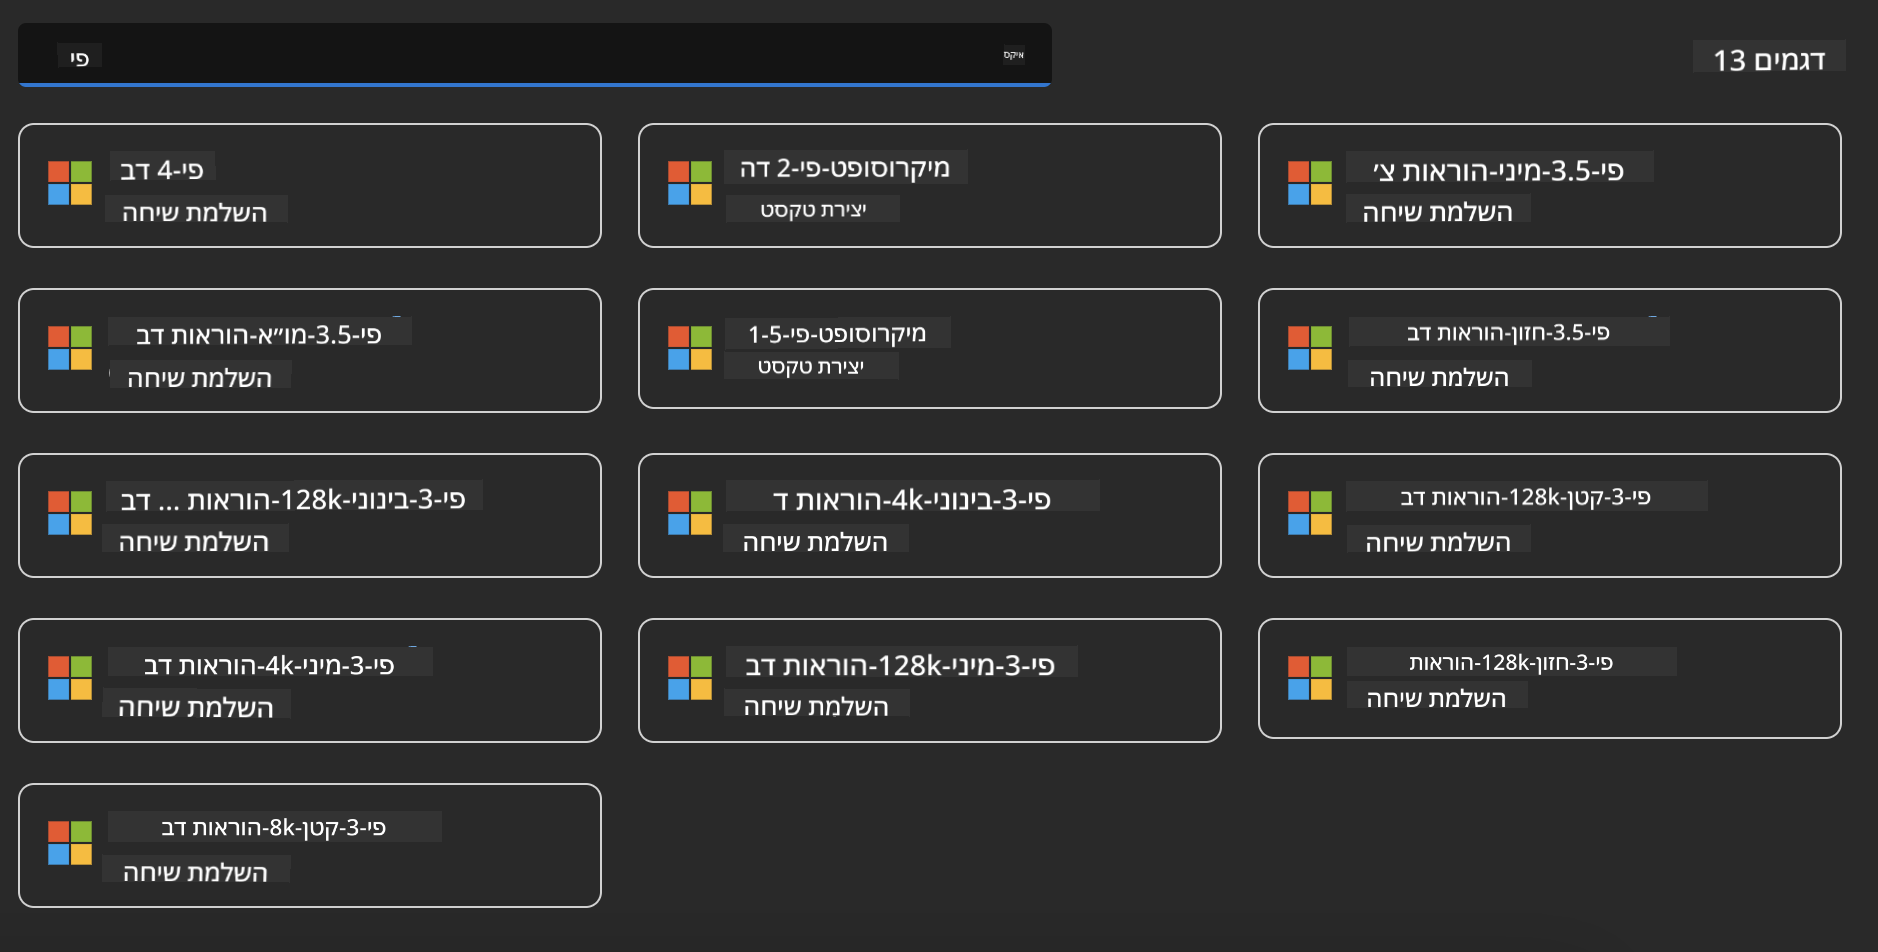 פי
איקס
13 דגמים
פי-4 דב
השלמת שיחה
מיקרוסופט-פי-2 דה
יצירת טקסט
פי-3.5-מיני-הוראות צ׳
השלמת שיחה
פי-3.5-מו״א-הוראות דב
השלמת שיחה
מיקרוסופט-פי-1-5
יצירת טקסט
פי-3.5-חזון-הוראות דב
השלמת שיחה
פי-3-בינוני-128k-הוראות ... דב
השלמת שיחה
פי-3-בינוני-4k-הוראות ד
השלמת שיחה
פי-3-קטן-128k-הוראות דב
השלמת שיחה
פי-3-מיני-4k-הוראות דב
השלמת שיחה
פי-3-מיני-128k-הוראות דב
השלמת שיחה
פי-3-חזון-128k-הוראות
השלמת שיחה
פי-3-קטן-8k-הוראות דב
השלמת שיחה